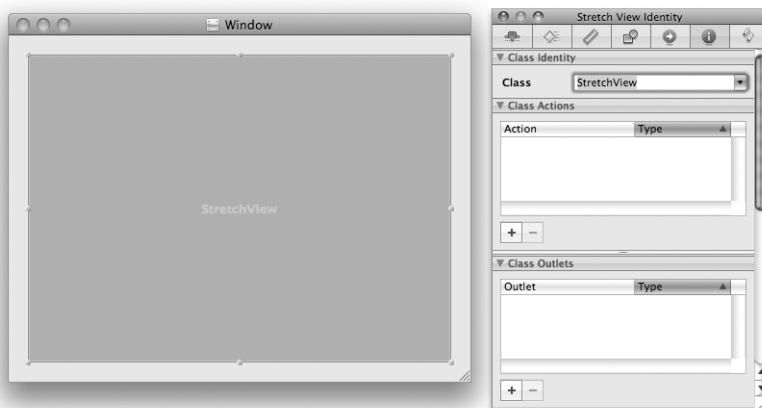 Window
StretchView
Stretch View Identity
Class Identity
Class StretchView
Class Actions
Action Type
Class Outlets
Outlet Type